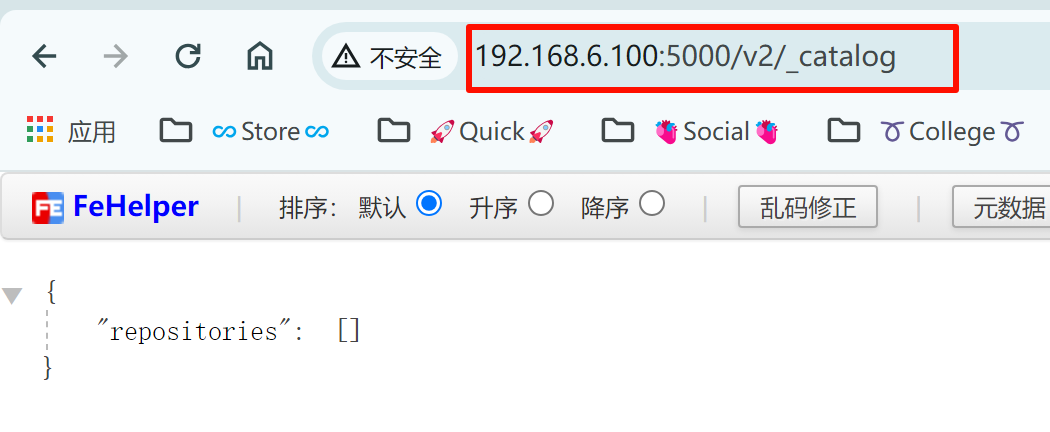 不安全 192.168.6.100:5000/v2/_catalog
应用 Store Quick Social College
FE FeHelper | 排序： 默认 升序 降序 | 乱码修正 | 元数据
{
"repositories": []
}